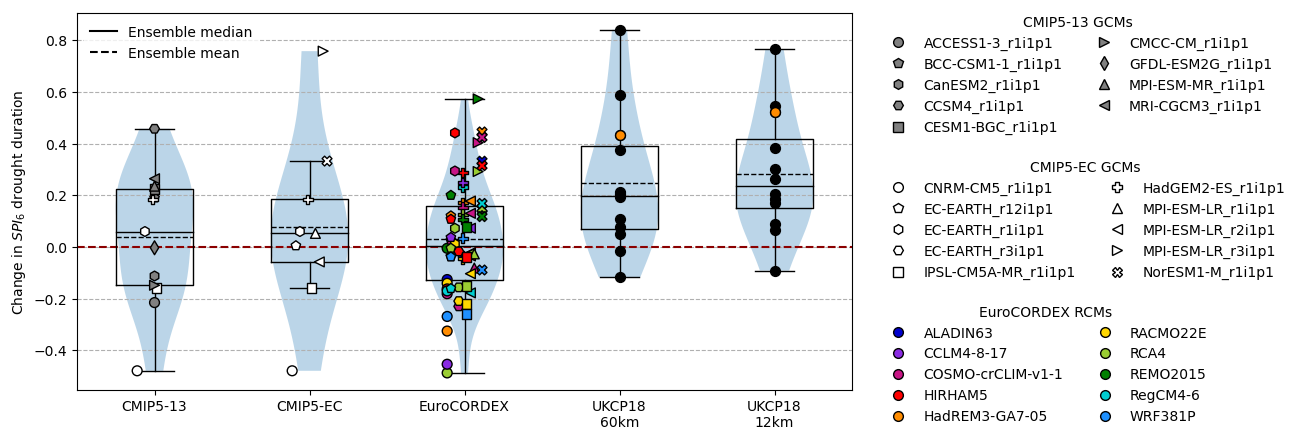 Change in SPI6 drought duration
0.8
0.6
0.4
0.2
0.0
−0.2
−0.4
Ensemble median
Ensemble mean
CMIP5-13
CMIP5-EC
EuroCORDEX
UKCP18
60km
UKCP18
12km
CMIP5-13 GCMs
ACCESS1-3_r1i1p1
BCC-CSM1-1_r1i1p1
CanESM2_r1i1p1
CCSM4_r1i1p1
CESM1-BGC_r1i1p1
CMCC-CM_r1i1p1
GFDL-ESM2G_r1i1p1
MPI-ESM-MR_r1i1p1
MRI-CGCM3_r1i1p1
CMIP5-EC GCMs
CNRM-CM5_r1i1p1
EC-EARTH_r12i1p1
EC-EARTH_r1i1p1
EC-EARTH_r3i1p1
IPSL-CM5A-MR_r1i1p1
HadGEM2-ES_r1i1p1
MPI-ESM-LR_r1i1p1
MPI-ESM-LR_r2i1p1
MPI-ESM-LR_r3i1p1
NorESM1-M_r1i1p1
EuroCORDEX RCMs
ALADIN63
CCLM4-8-17
COSMO-crCLIM-v1-1
HIRHAM5
HadREM3-GA7-05
RACMO22E
RCA4
REMO2015
RegCM4-6
WRF381P